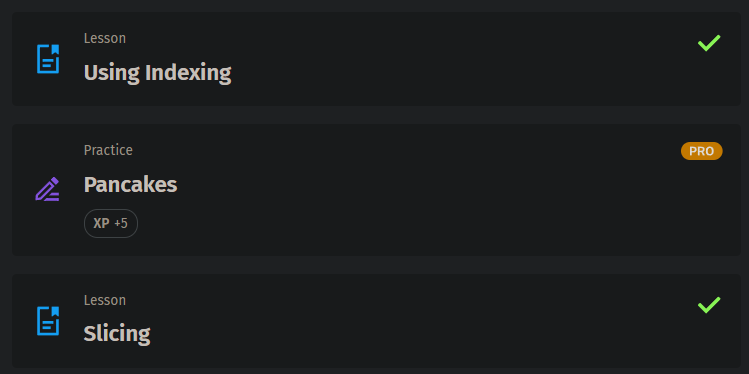 Lesson
Using Indexing
Practice
PRO
Pancakes
XP +5
Lesson
Slicing